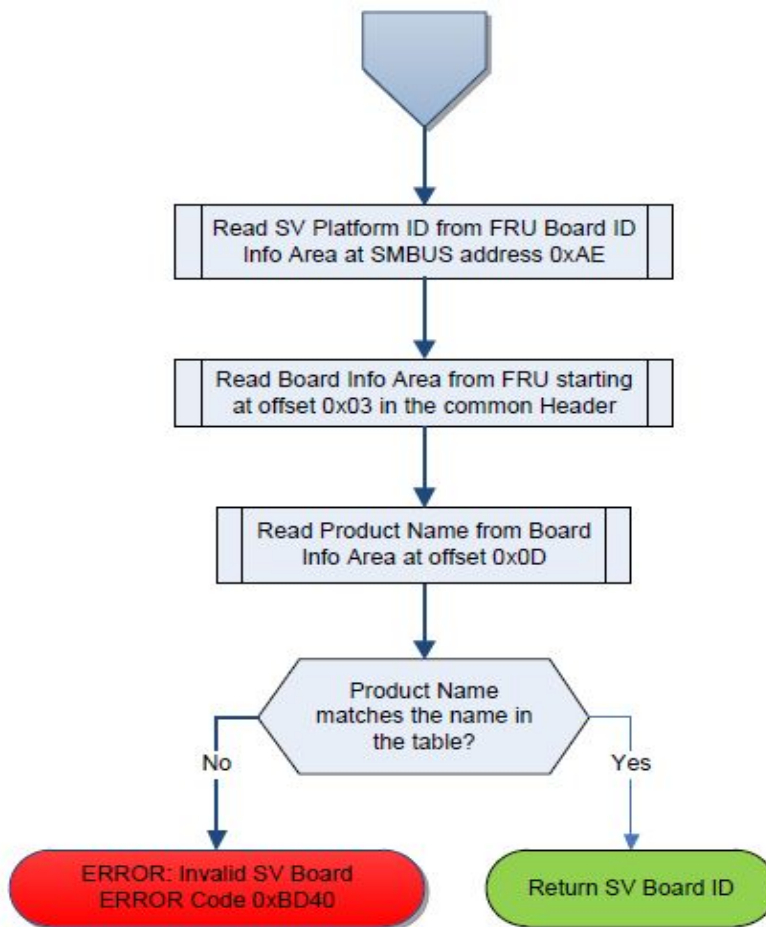 Read SV Platform ID from FRU Board ID
Info Area at SMBUS address 0xAE
Read Board Info Area from FRU starting
at offset 0x03 in the common Header
Read Product Name from Board
Info Area at offset 0x0D
Product Name
matches the name in
the table?
No
Yes
ERROR: Invalid SV Board
ERROR Code 0xBD40
Return SV Board ID